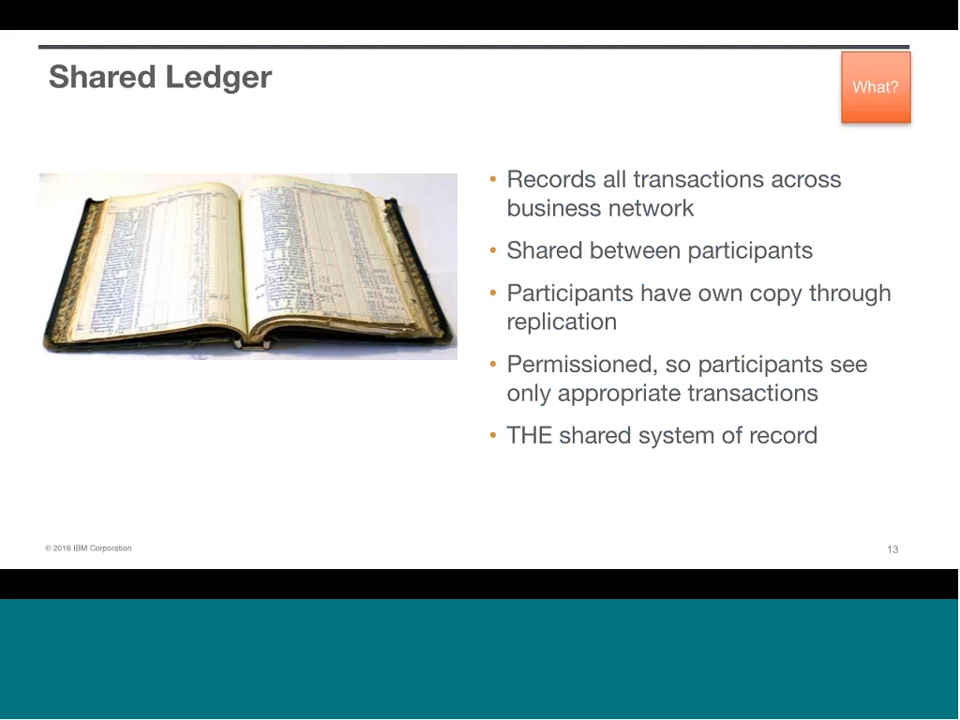 Shared Ledger
What?
• Records all transactions across
business network
• Shared between participants
• Participants have own copy through
replication
• Permissioned, so participants see
only appropriate transactions
• THE shared system of record
© 2016 IBM Corporation
13